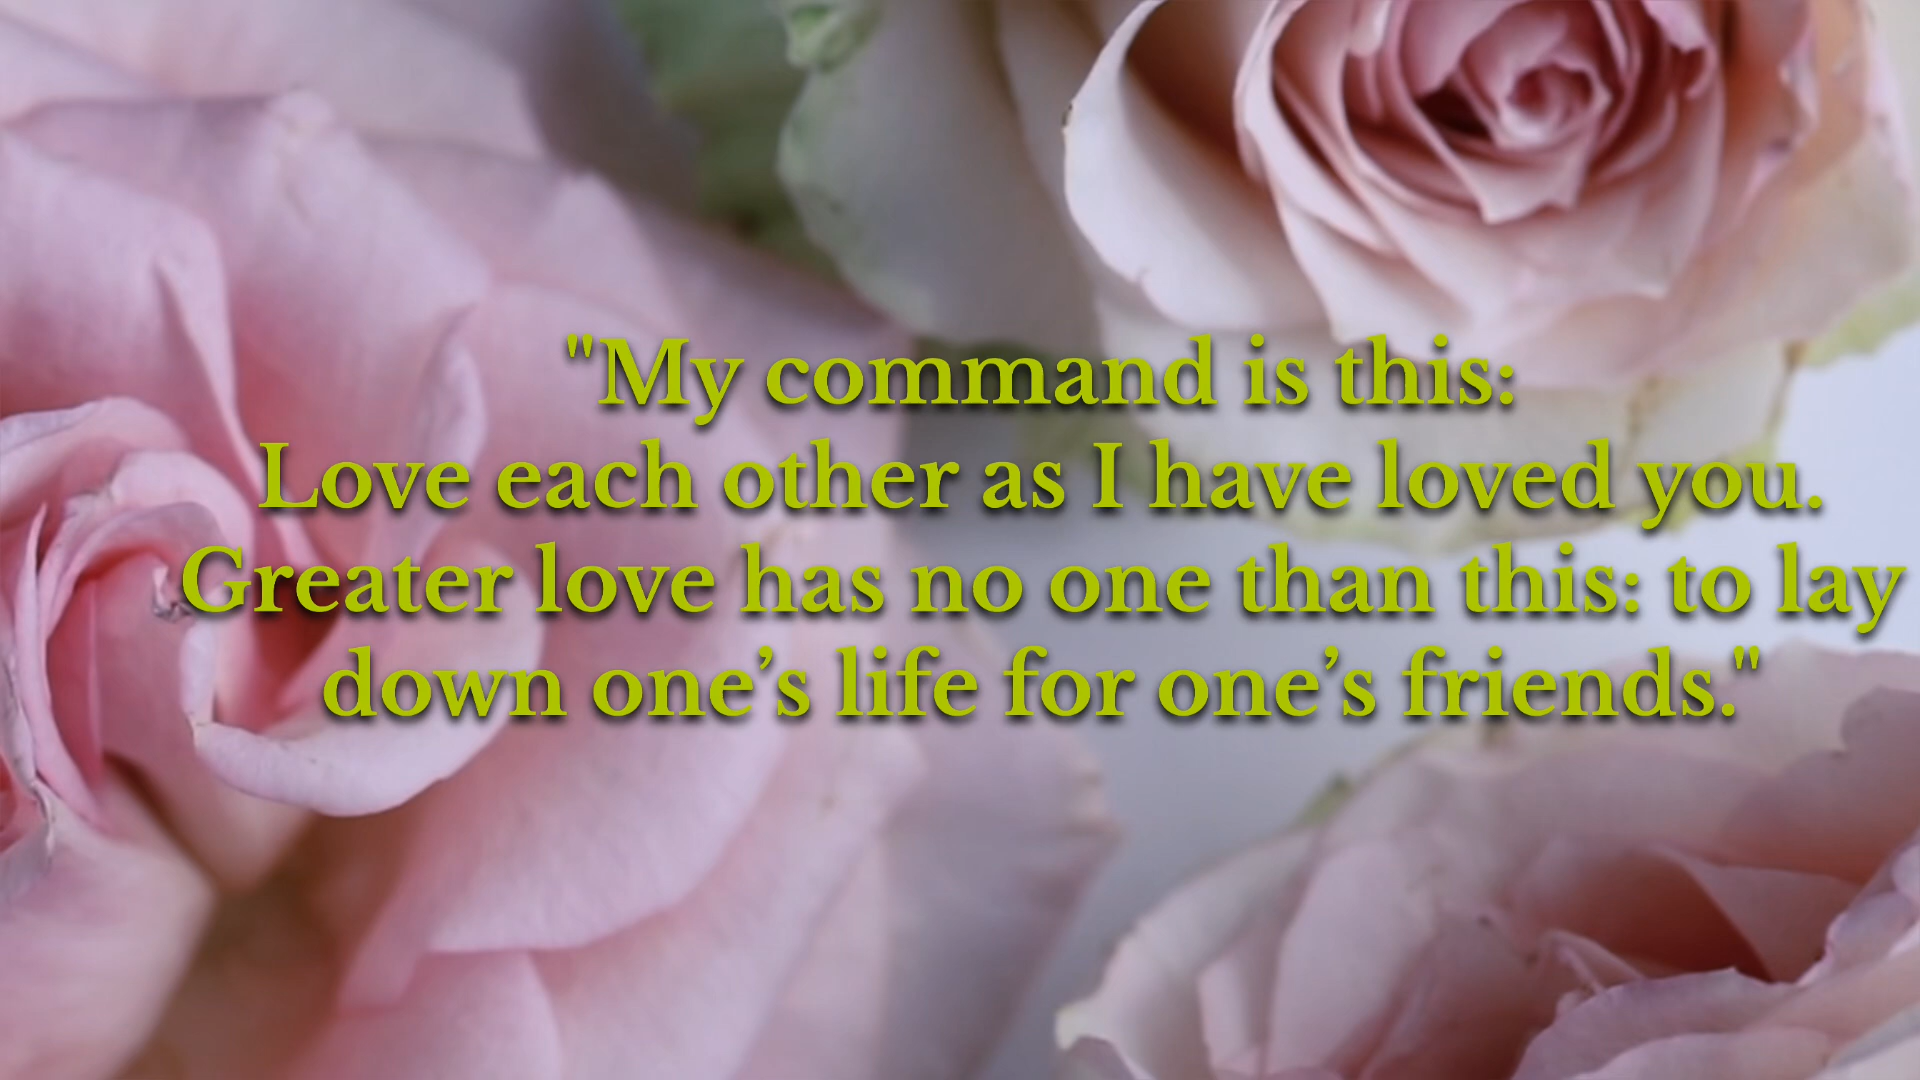 "My command is this:
Love each other as I have loved you.
Greater love has no one than this: to lay
down one’s life for one’s friends."